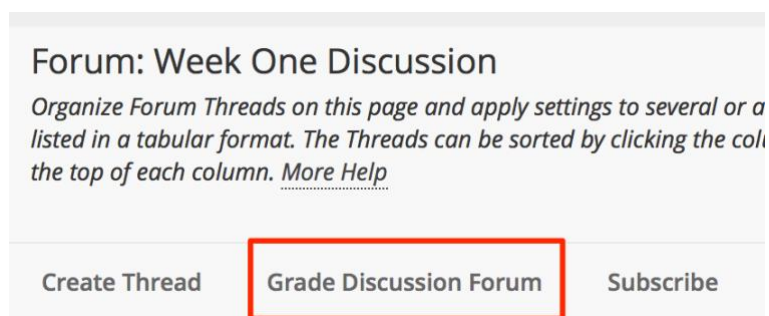 Forum: Week One Discussion
Organize Forum Threads on this page and apply settings to several or a
listed in a tabular format. The Threads can be sorted by clicking the
the top of each column. More Help
Create Thread Grade Discussion Forum Subscribe